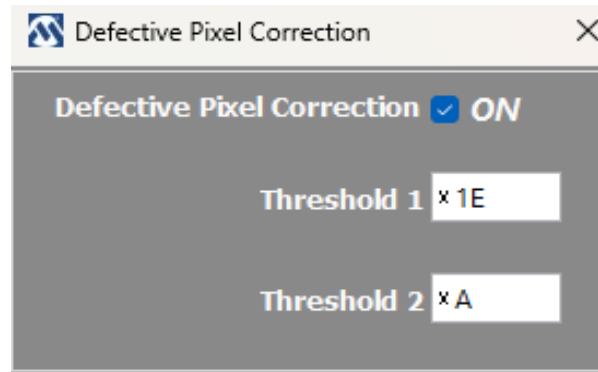 Defective Pixel Correction
Defective Pixel Correction ON
Threshold 1 x 1E
Threshold 2 x A